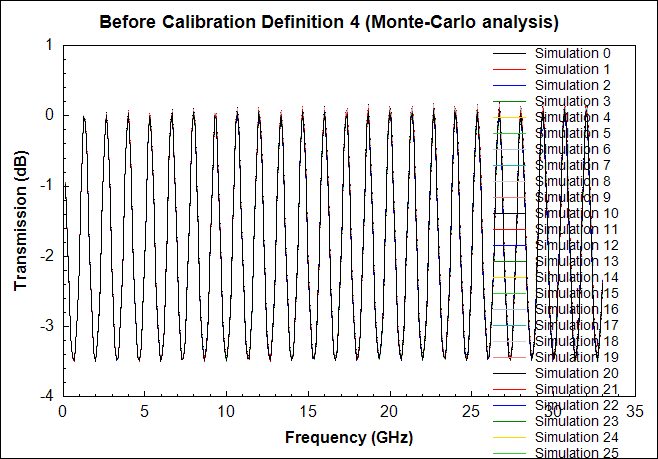 Before Calibration Definition 4 (Monte-Carlo analysis)
Transmission (dB)
1
0
-1
-2
-3
-4
0
5
10
15
20
25
30
35
Frequency (GHz)
Simulation 0
Simulation 1
Simulation 2
Simulation 3
Simulation 4
Simulation 5
Simulation 6
Simulation 7
Simulation 8
Simulation 9
Simulation 10
Simulation 11
Simulation 12
Simulation 13
Simulation 14
Simulation 15
Simulation 16
Simulation 17
Simulation 18
Simulation 19
Simulation 20
Simulation 21
Simulation 22
Simulation 23
Simulation 24
Simulation 25